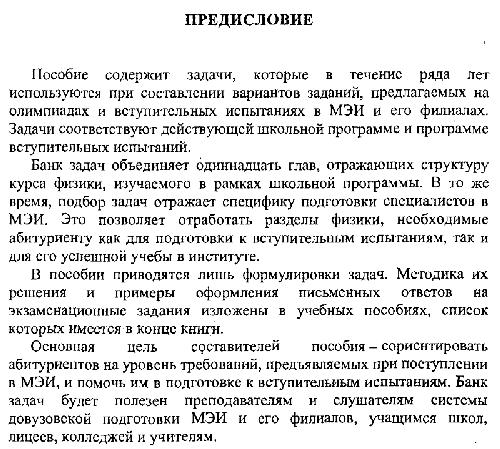 ПРЕДИСЛОВИЕ
Пособие содержит задачи, которые в течение ряда лет
используются при составлении вариантов заданий, предлагаемых на
олимпиадах и вступительных испытаниях в МЭИ и его филиалах.
Задачи соответствуют действующей школьной программе и программе
вступительных испытаний.
Банк задач объединяет одиннадцать глав, отражающих структуру
курса физики, изучаемого в рамках школьной программы. В то же
время, подбор задач отражает специфику подготовки специалистов в
МЭИ. Это позволяет отработать разделы физики, необходимые
абитуриенту как для подготовки к вступительным испытаниям, так и
для его успешной учебы в институте.
В пособии приводятся лишь формулировки задач. Методика их
решения и примеры оформления письменных ответов на
экзаменационные задания изложены в учебных пособиях, список
которых имеется в конце книги.
Основная цель составителей пособия – сориентировать
абитуриентов на уровень требований, предъявляемых при поступлении
в МЭИ, и помочь им в подготовке к вступительным испытаниям. Банк
задач будет полезен преподавателям и слушателям системы
довузовской подготовки МЭИ и его филиалов, учащимся школ,
лицеев, колледжей и учителям.